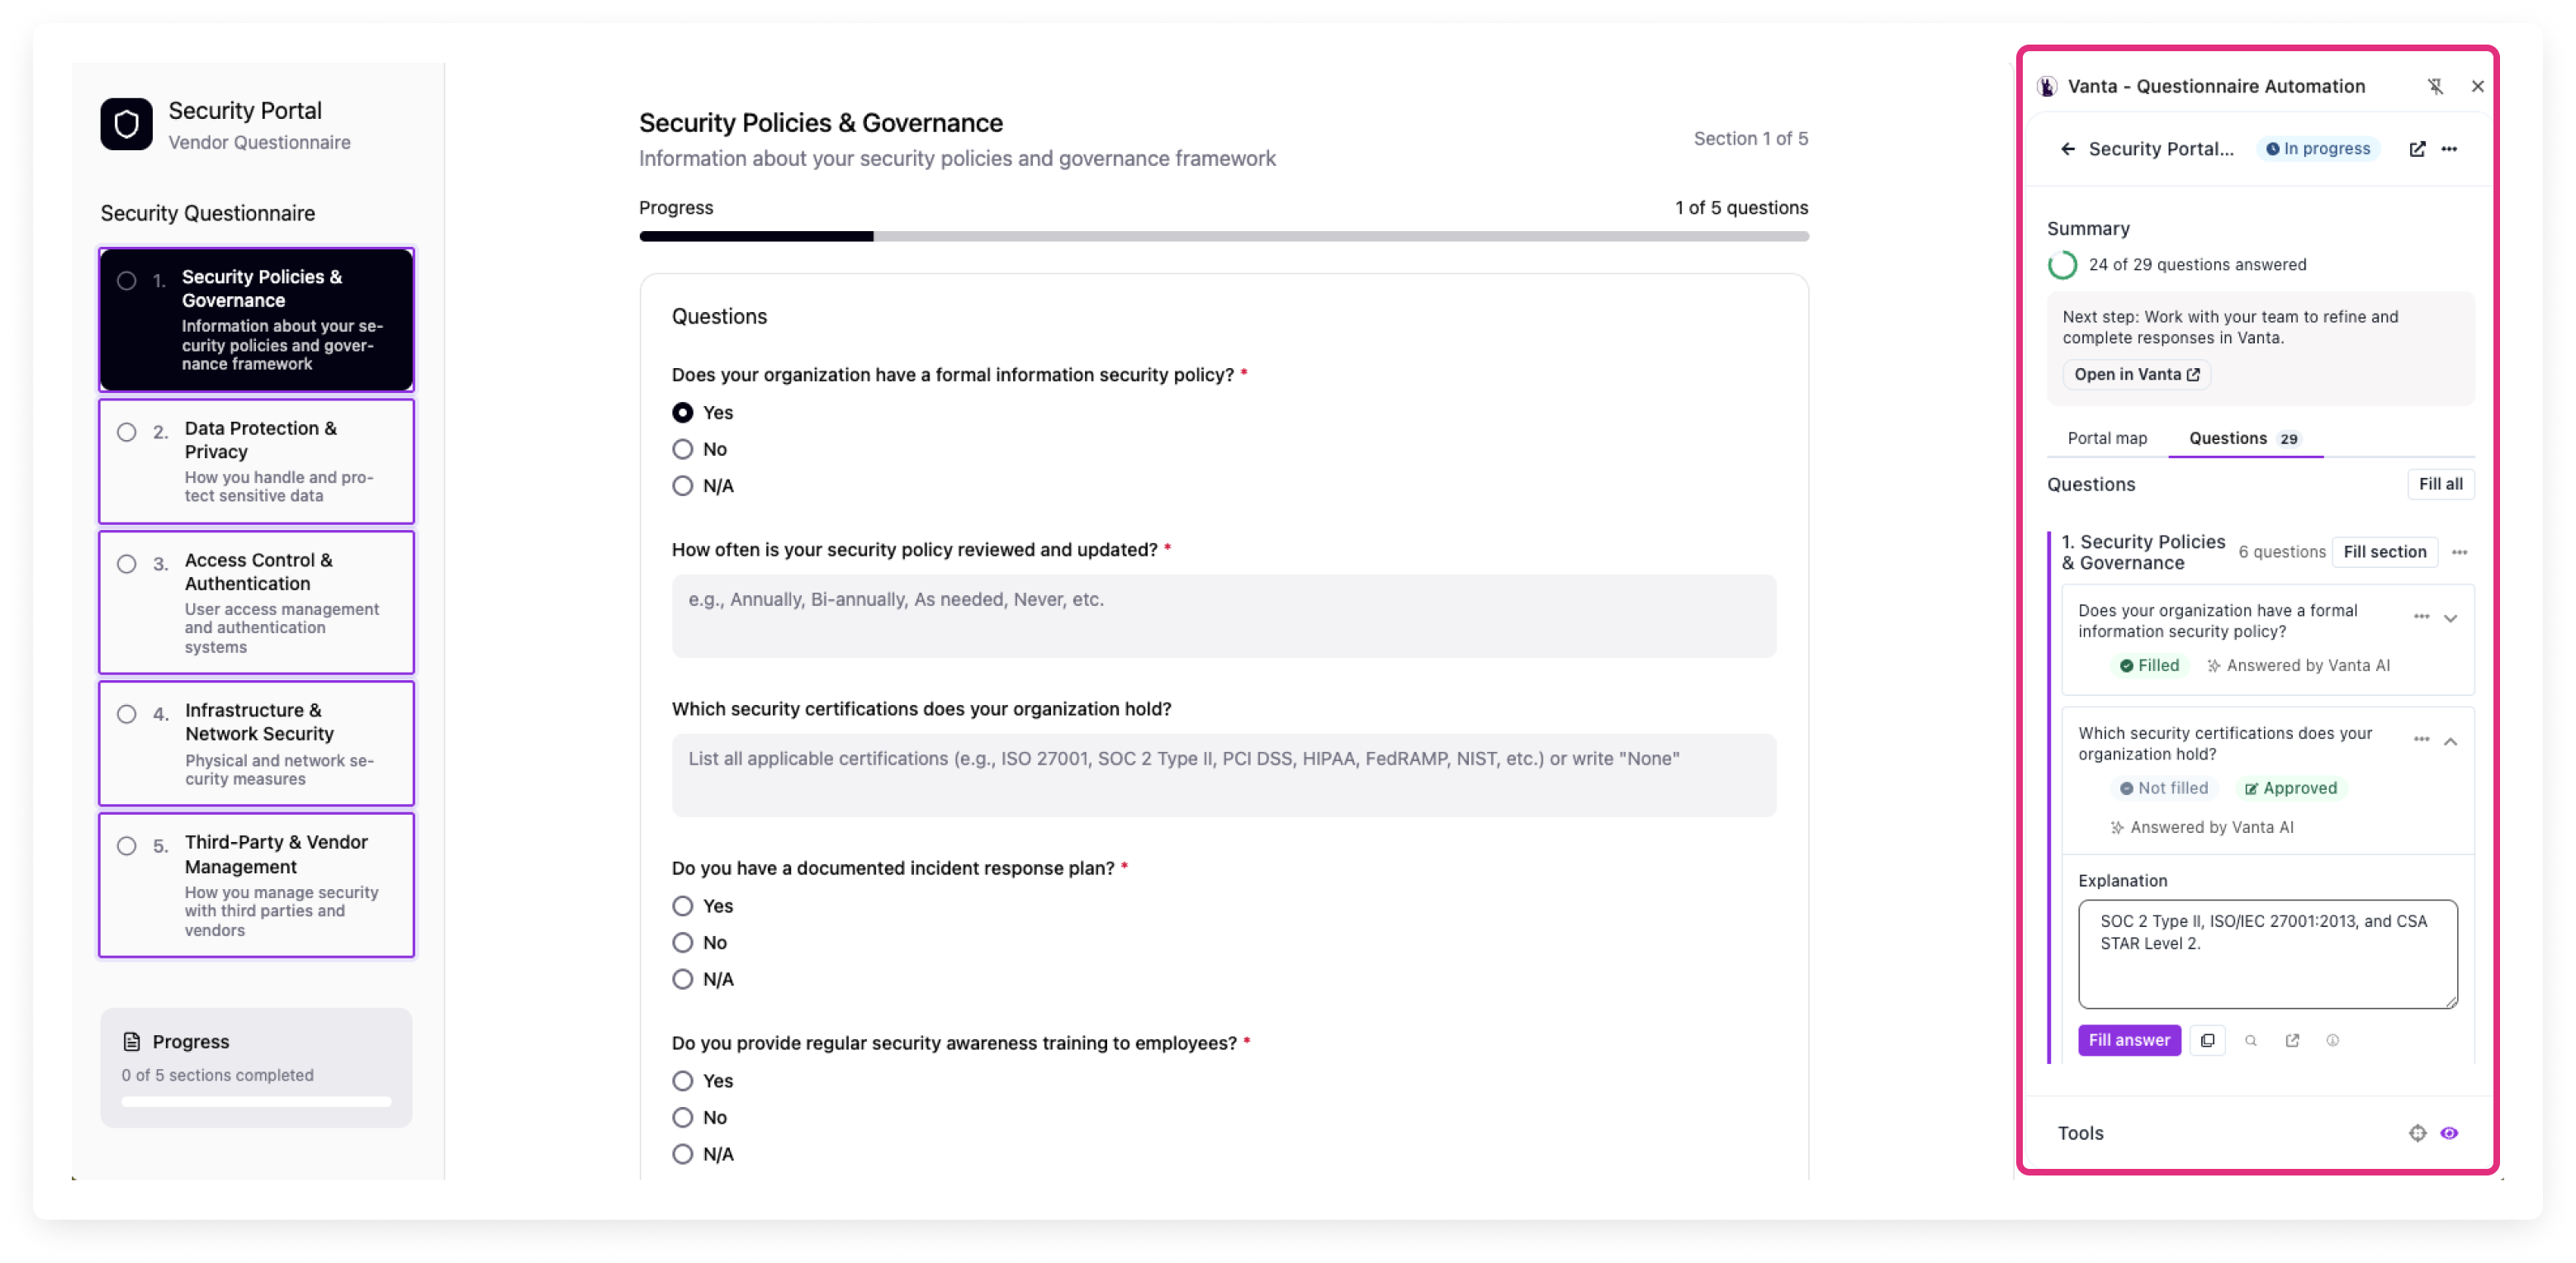 Security Portal
Vendor Questionnaire
Security Questionnaire
1. Security Policies &
Governance
Information about your se-
curity policies and gover-
nance framework
2. Data Protection &
Privacy
How you handle and pro-
tect sensitive data
3. Access Control &
Authentication
User access management
and authentication
systems
4. Infrastructure &
Network Security
Physical and network se-
curity measures
5. Third-Party & Vendor
Management
How you manage security
with third parties and
vendors
Progress
0 of 5 sections completed
Security Policies & Governance
Information about your security policies and governance framework
Section 1 of 5
Progress
1 of 5 questions
Questions
Does your organization have a formal information security policy? *
Yes
No
N/A
How often is your security policy reviewed and updated? *
e.g., Annually, Bi-annually, As needed, Never, etc.
Which security certifications does your organization hold?
List all applicable certifications (e.g., ISO 27001, SOC 2 Type II, PCI DSS, HIPAA, FedRAMP, NIST, etc.) or write "None"
Do you have a documented incident response plan? *
Yes
No
N/A
Do you provide regular security awareness training to employees? *
Yes
No
N/A
Vanta - Questionnaire Automation
Security Portal... In progress
Summary
24 of 29 questions answered
Next step: Work with your team to refine and
complete responses in Vanta.
Open in Vanta
Portal map Questions 29
Questions Fill all
1. Security Policies
& Governance
6 questions Fill section
Does your organization have a formal
information security policy?
Filled Answered by Vanta AI
Which security certifications does your
organization hold?
Not filled Approved
Answered by Vanta AI
Explanation
SOC 2 Type II, ISO/IEC 27001:2013, and CSA
STAR Level 2.
Fill answer
Tools